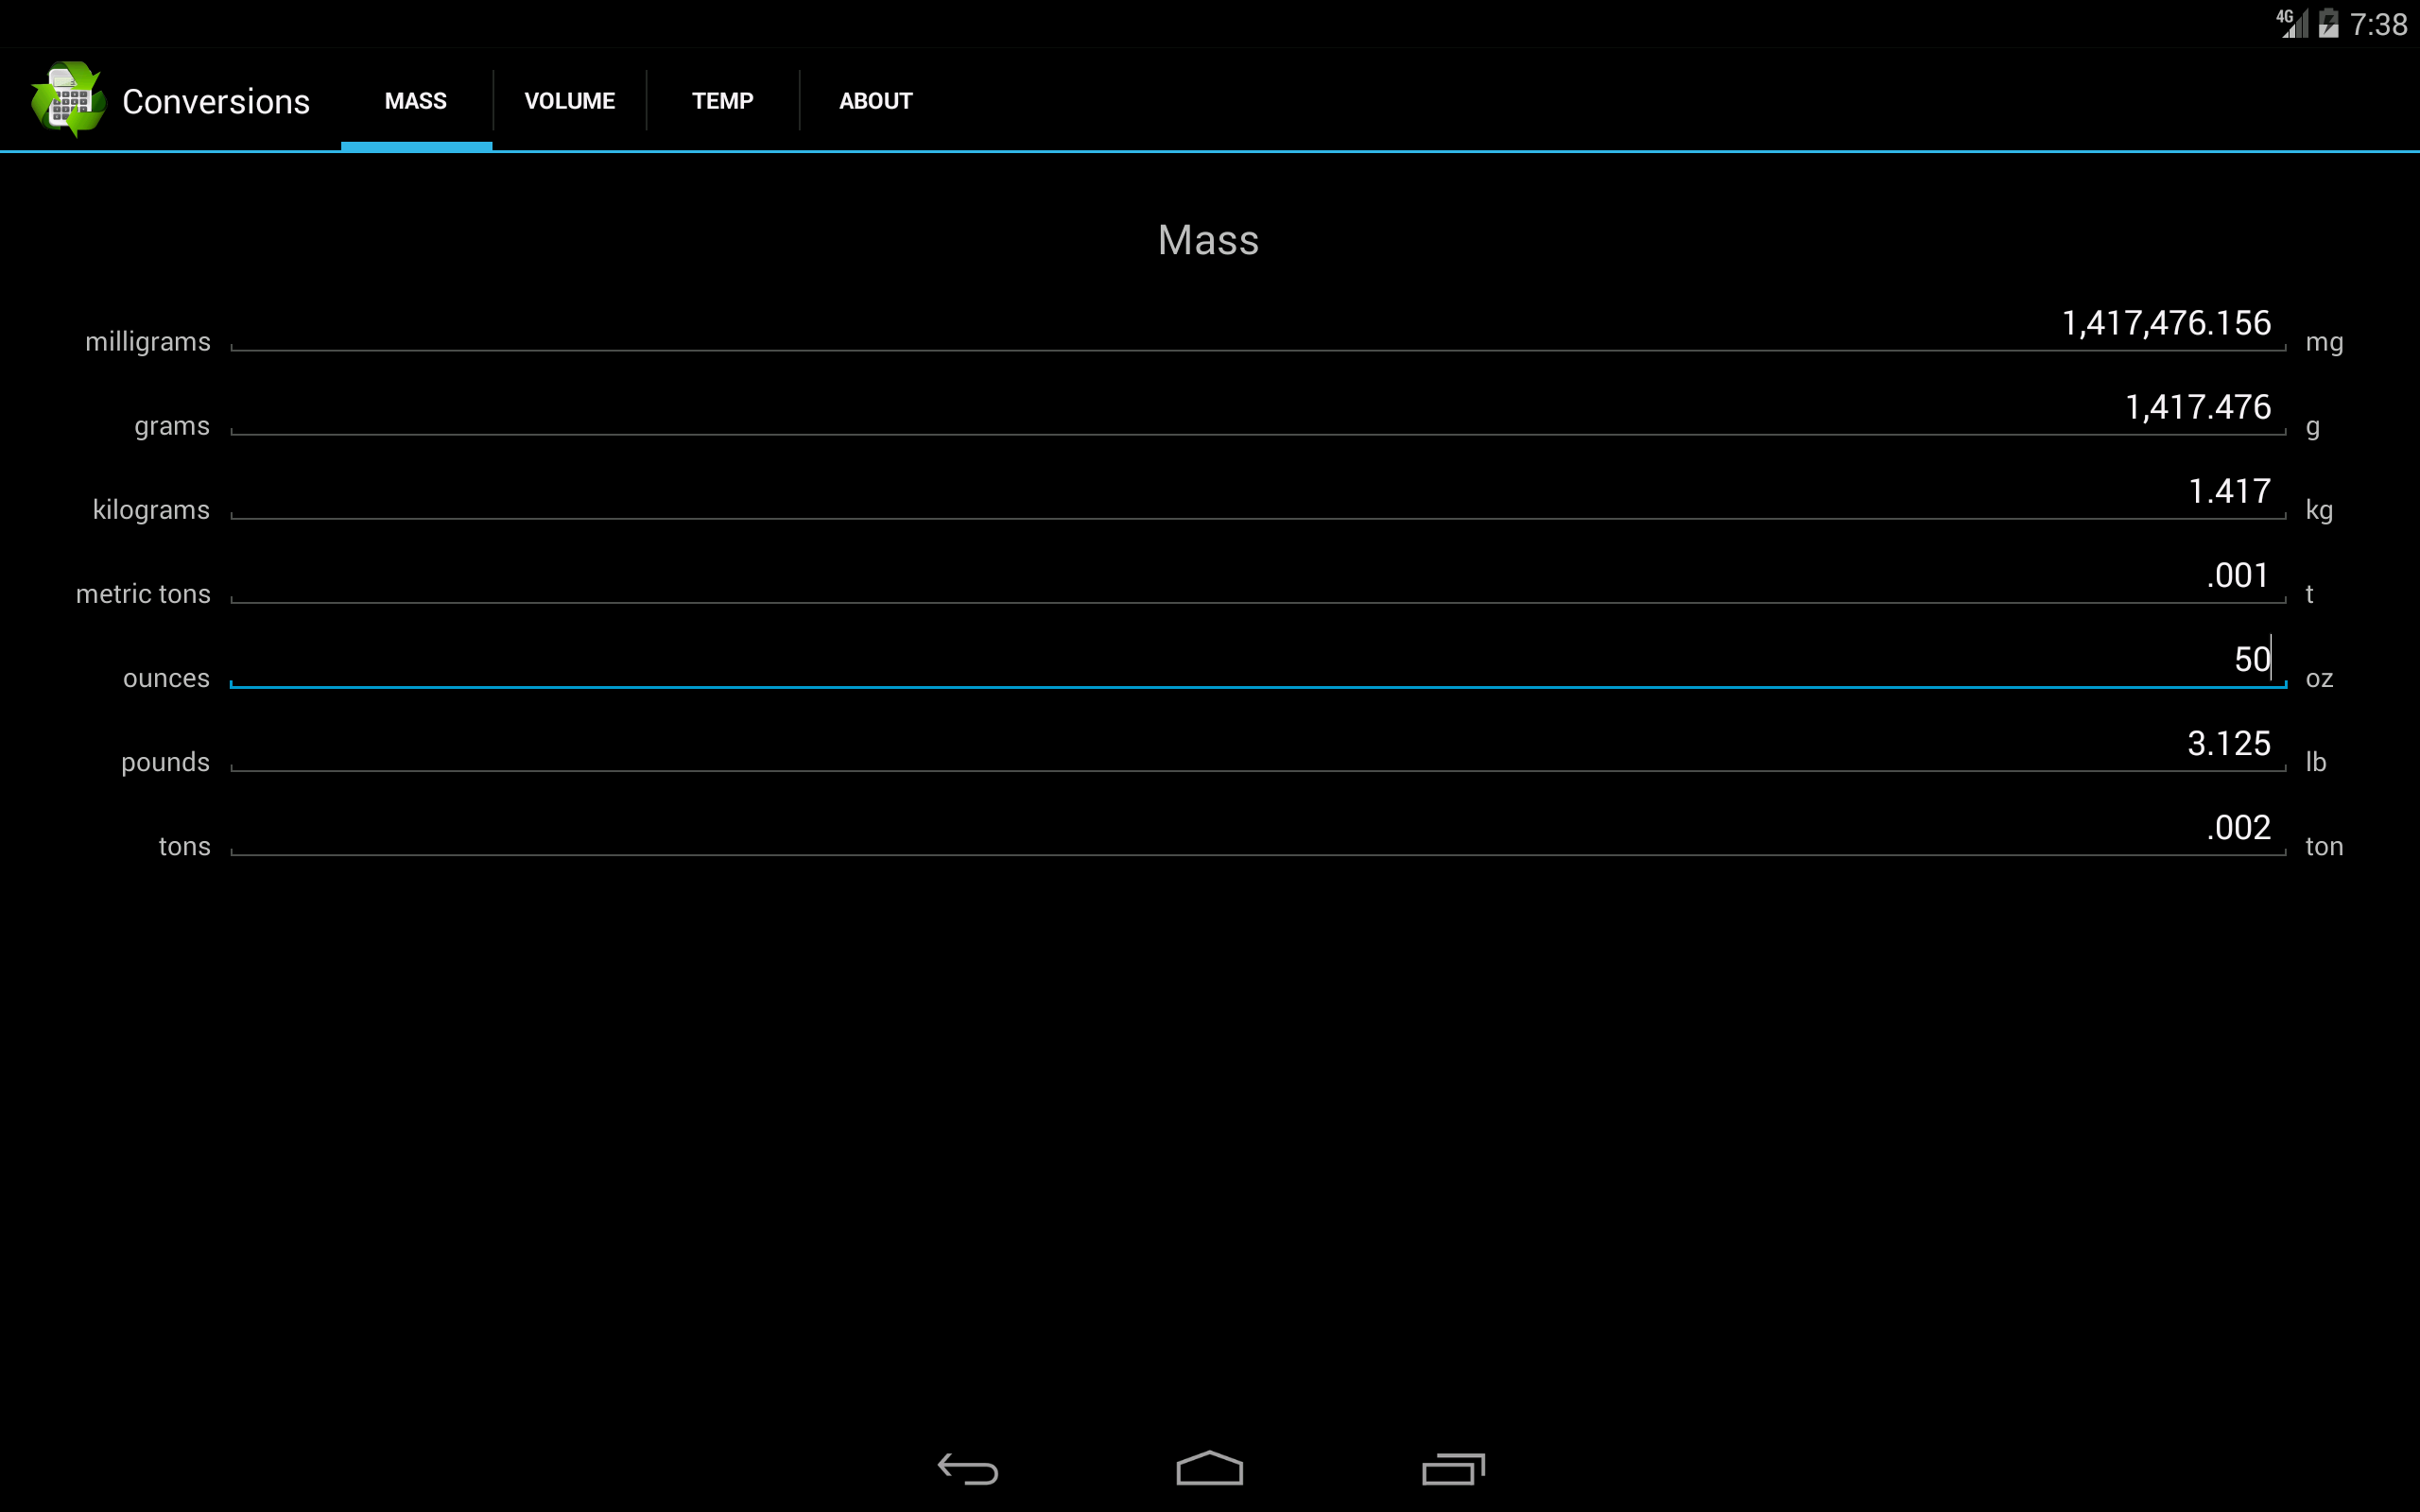 4G 7:38
Conversions MASS VOLUME TEMP ABOUT
Mass
milligrams 1,417,476.156 mg
grams 1,417.476 g
kilograms 1.417 kg
metric tons .001 t
ounces 50 oz
pounds 3.125 lb
tons .002 ton